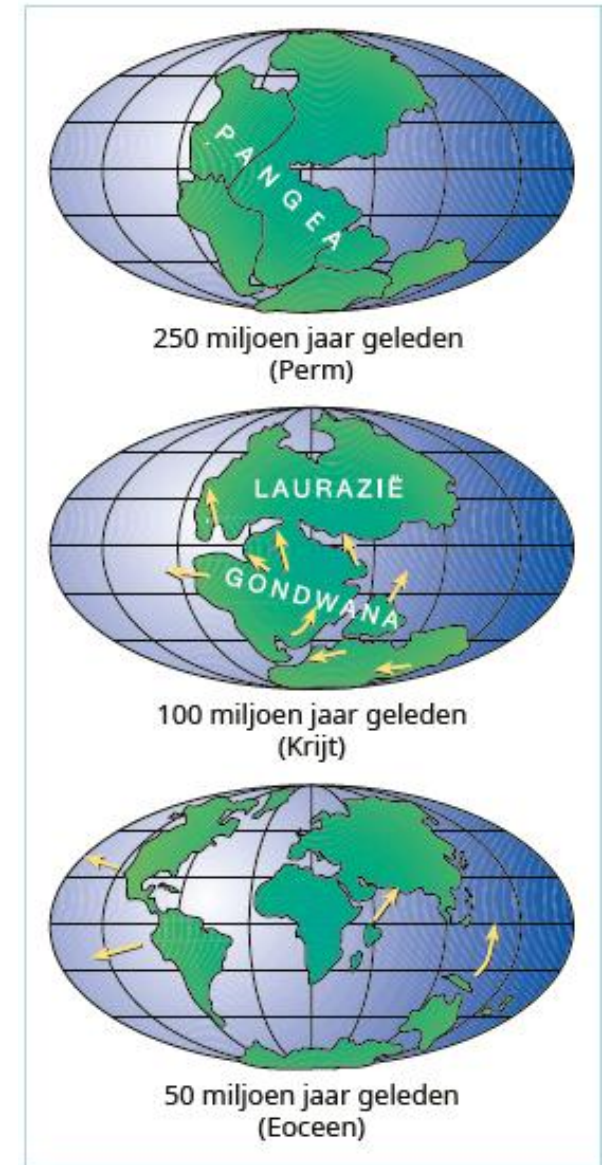 PANGEA
250 miljoen jaar geleden
(Perm)
LAURAZIË
GONDWANA
100 miljoen jaar geleden
(Krijt)
50 miljoen jaar geleden
(Eoceen)